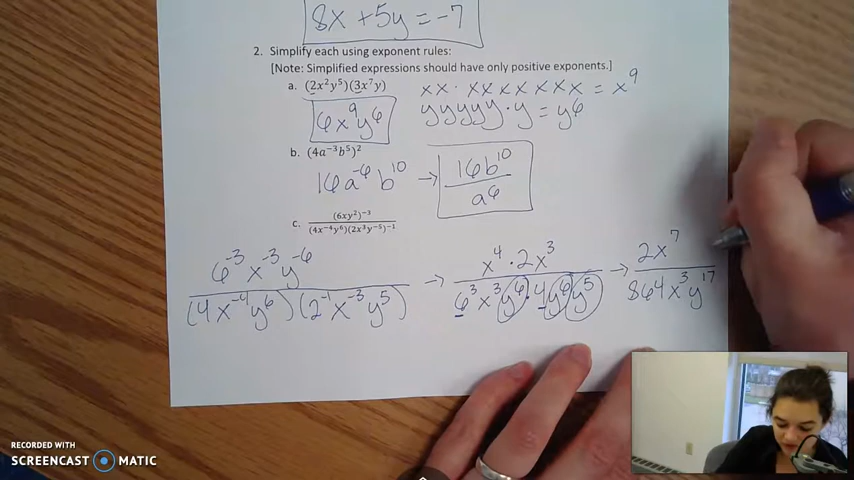 8x + 5y = -7
2. Simplify each using exponent rules:
[Note: Simplified expressions should have only positive exponents.]
a. (2x²y⁵)(3x⁷y)
xx · xxxxxxx = x⁹
6x⁹y⁶
yyyyy · y = y⁶
b. (4a⁻³b⁵)²
16a⁻⁶b¹⁰ → 16b¹⁰/a⁶
c. (6xy²)⁻³/(4x⁻⁴y⁶)(2x³y⁻⁵)⁻¹
6⁻³x⁻³y⁻⁶/(4x⁻⁴y⁶)(2⁻¹x⁻³y⁵) → x⁴·2x³/6³x³y⁶·4y⁶y⁵ → 2x⁷/864x³y¹⁷
RECORDED WITH
SCREENCAST MATIC